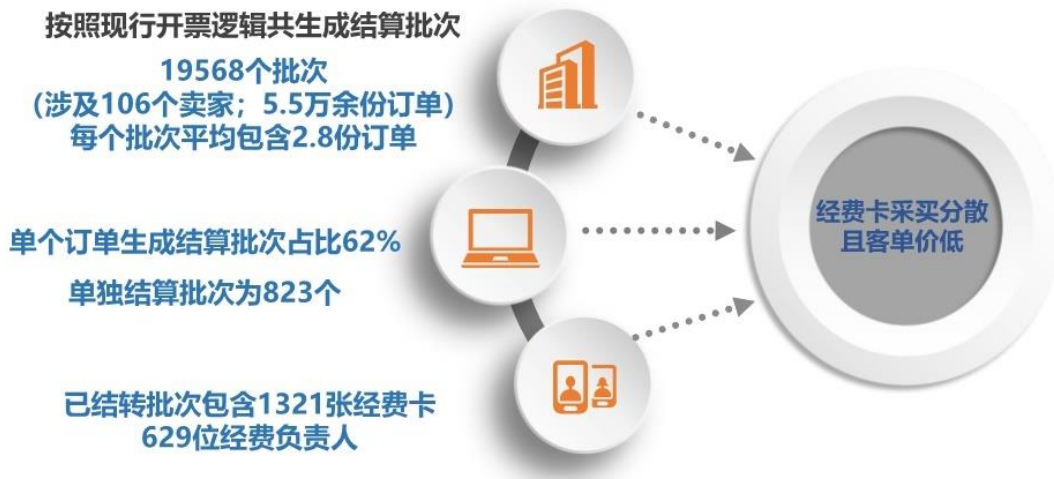 按照现行开票逻辑共生成结算批次
19568个批次
(涉及106个卖家；5.5万余份订单)
每个批次平均包含2.8份订单
单个订单生成结算批次占比62%
单独结算批次为823个
已结转批次包含1321张经费卡
629位经费负责人
经费卡采买分散
且客单价低